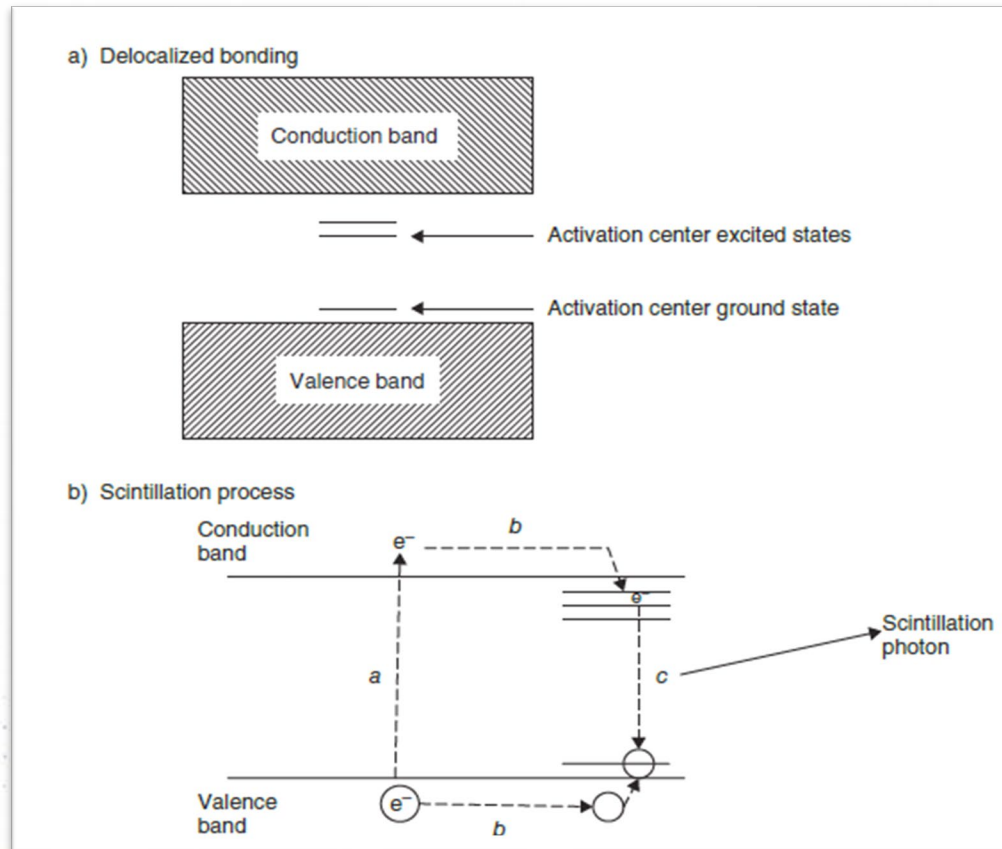 a) Delocalized bonding
Conduction band
Activation center excited states
Activation center ground state
Valence band
b) Scintillation process
Conduction
band
e⁻
b
e⁻
Scintillation
photon
a
c
Valence
band
e⁻
b